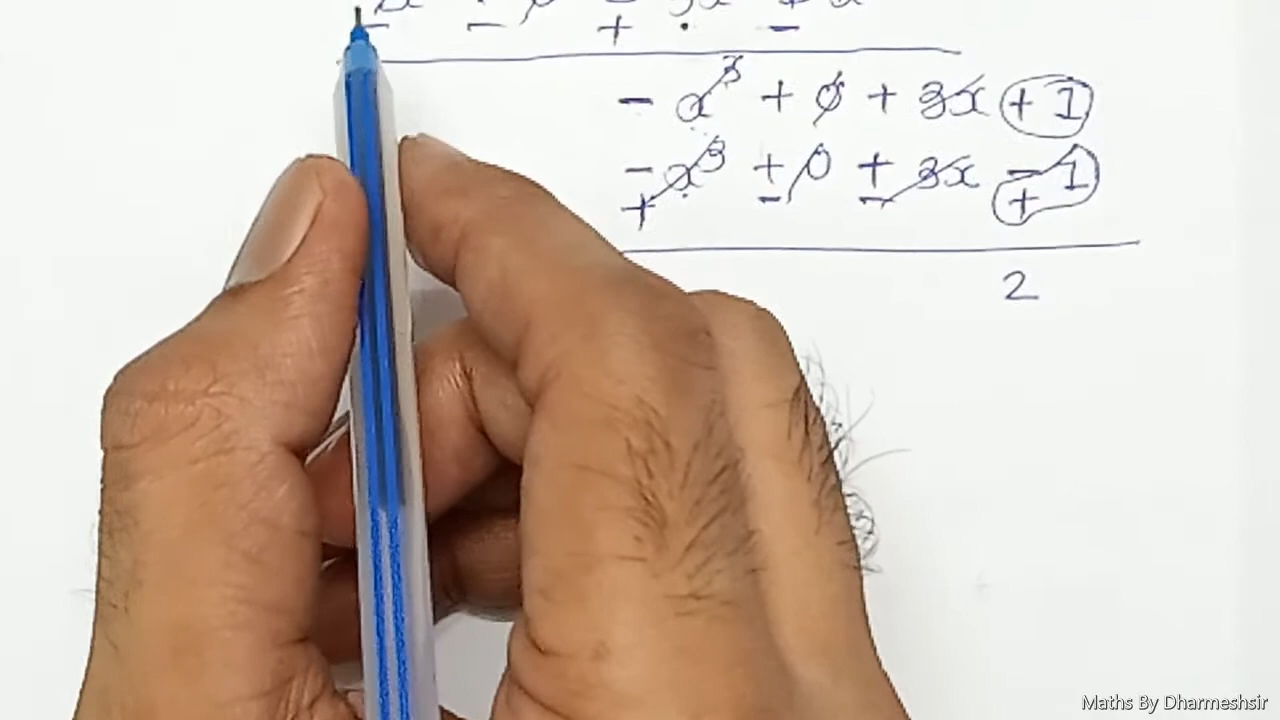 - + . -
- x³ + 0 + 3x + 1
- x³ + 0 + 3x - 1
+ - - +
2
Maths By Dharmeshsir